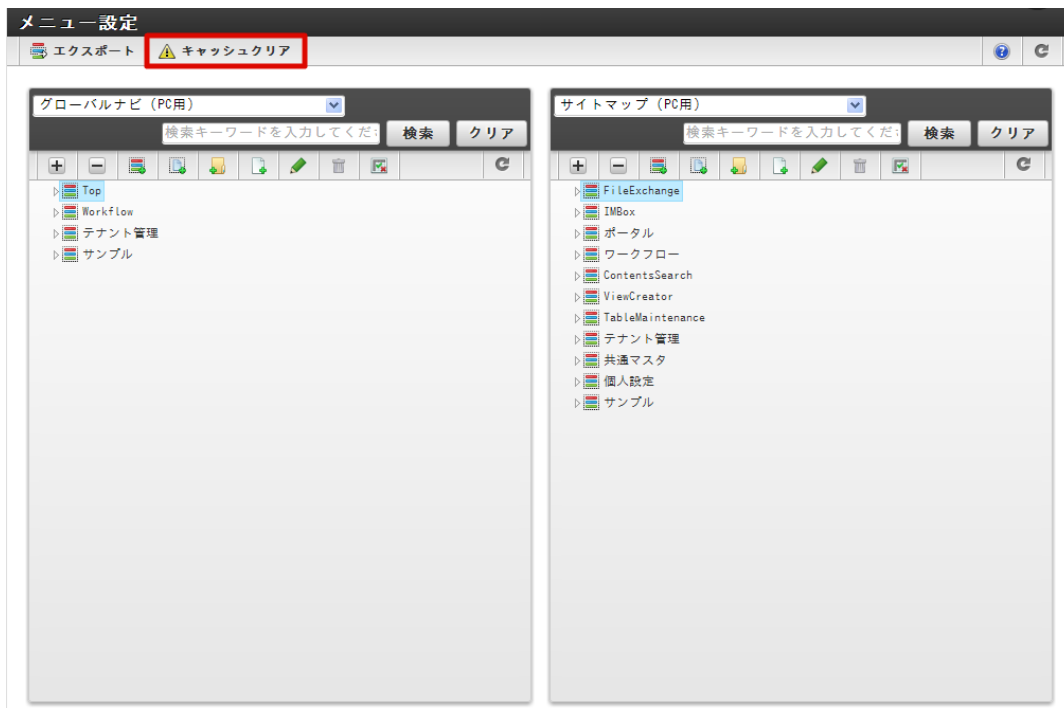 メニュー設定
エクスポート キャッシュクリア
グローバルナビ（PC用）
検索キーワードを入力してくだ 検索 クリア
Top
Workflow
テナント管理
サンプル
サイトマップ（PC用）
検索キーワードを入力してくだ 検索 クリア
FileExchange
IMBox
ポータル
ワークフロー
ContentsSearch
ViewCreator
TableMaintenance
テナント管理
共通マスタ
個人設定
サンプル